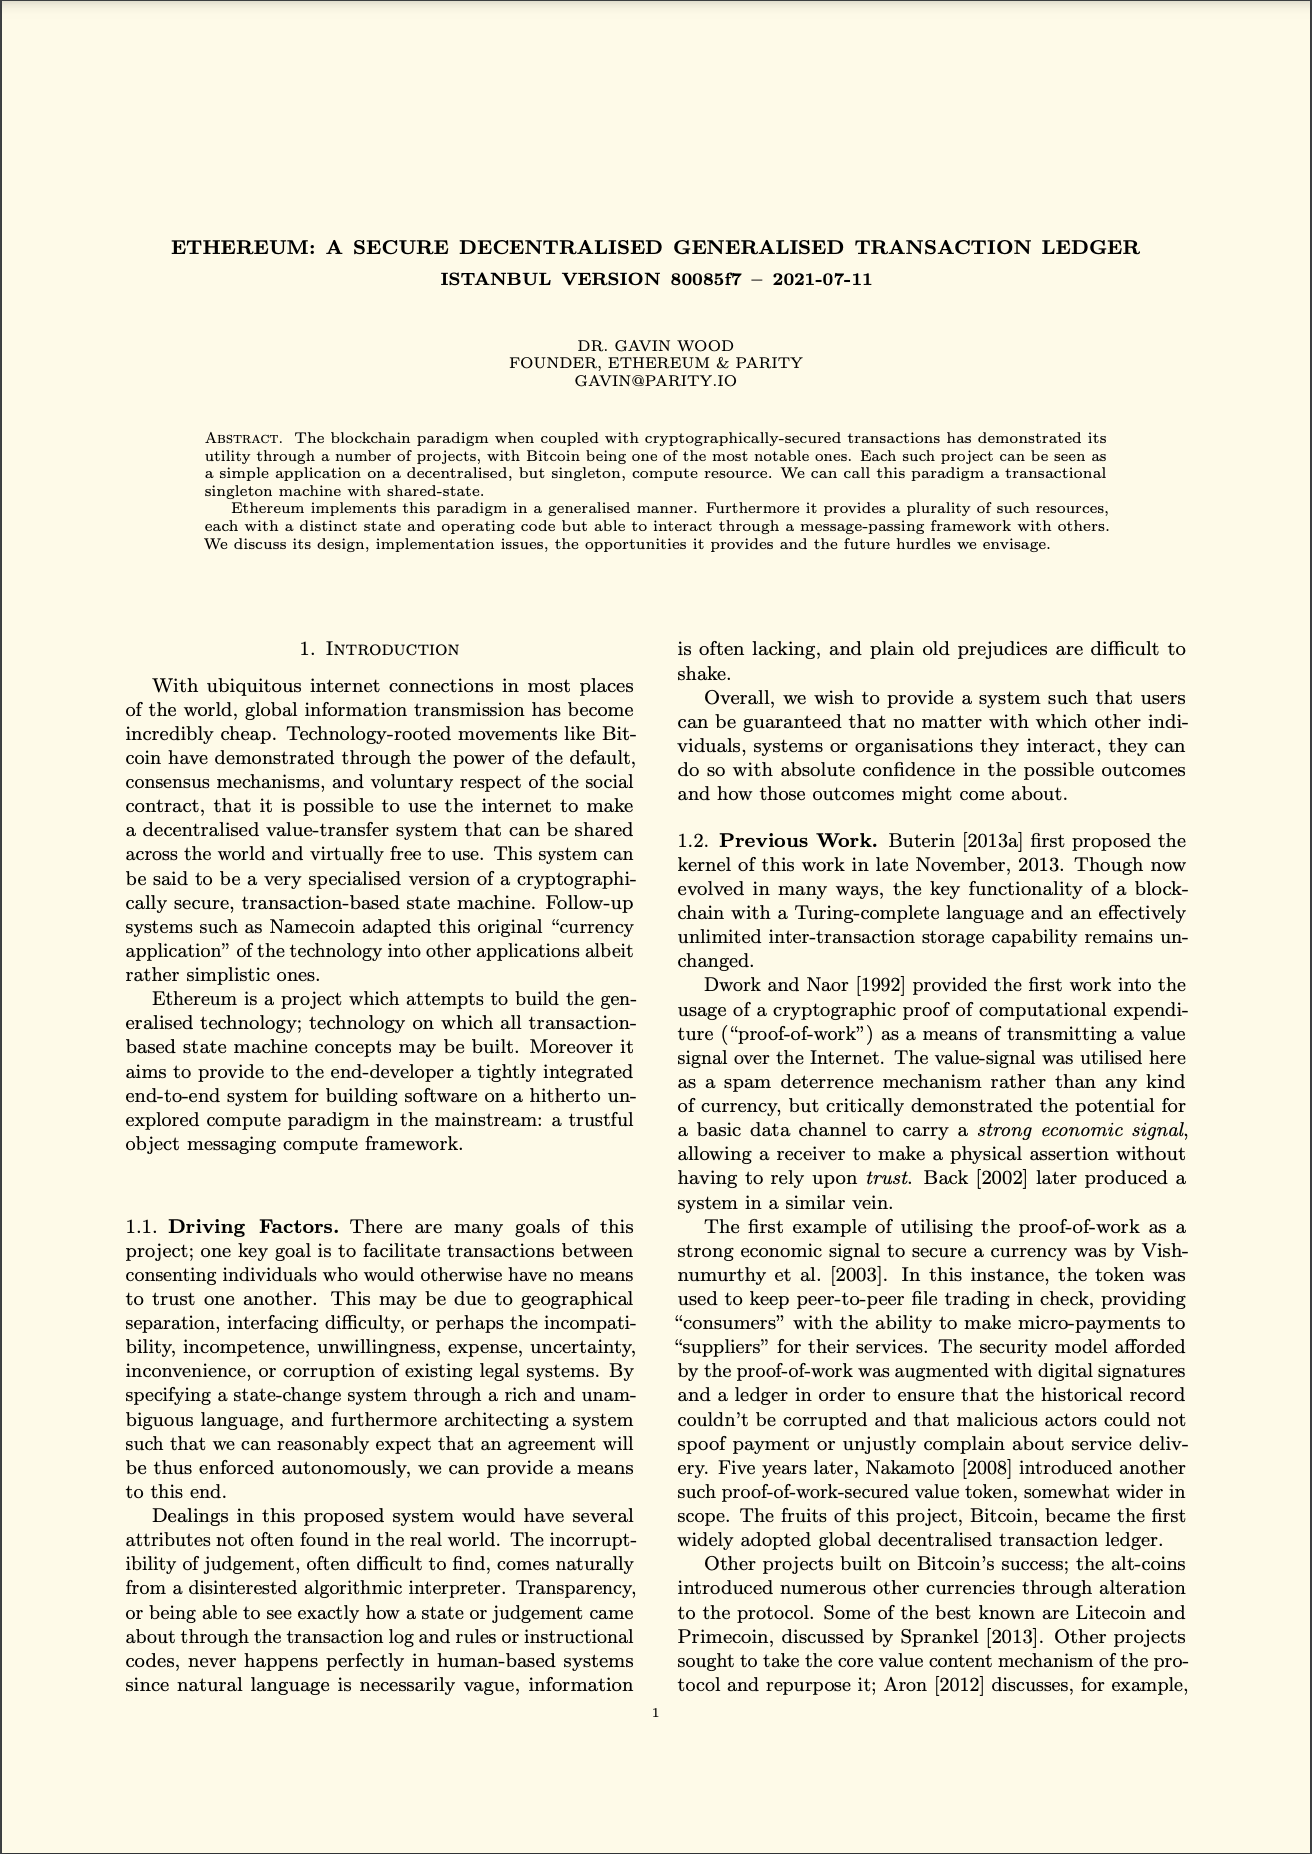 ETHEREUM: A SECURE DECENTRALISED GENERALISED TRANSACTION LEDGER
ISTANBUL VERSION 80085f7 – 2021-07-11
DR. GAVIN WOOD
FOUNDER, ETHEREUM & PARITY
GAVIN@PARITY.IO
Abstract. The blockchain paradigm when coupled with cryptographically-secured transactions has demonstrated its
utility through a number of projects, with Bitcoin being one of the most notable ones. Each such project can be seen as
a simple application on a decentralised, but singleton, compute resource. We can call this paradigm a transactional
singleton machine with shared-state.
Ethereum implements this paradigm in a generalised manner. Furthermore it provides a plurality of such resources,
each with a distinct state and operating code but able to interact through a message-passing framework with others.
We discuss its design, implementation issues, the opportunities it provides and the future hurdles we envisage.
1. Introduction
With ubiquitous internet connections in most places
of the world, global information transmission has become
incredibly cheap. Technology-rooted movements like Bit-
coin have demonstrated through the power of the default,
consensus mechanisms, and voluntary respect of the social
contract, that it is possible to use the internet to make
a decentralised value-transfer system that can be shared
across the world and virtually free to use. This system can
be said to be a very specialised version of a cryptographi-
cally secure, transaction-based state machine. Follow-up
systems such as Namecoin adapted this original “currency
application” of the technology into other applications albeit
rather simplistic ones.
Ethereum is a project which attempts to build the gen-
eralised technology; technology on which all transaction-
based state machine concepts may be built. Moreover it
aims to provide to the end-developer a tightly integrated
end-to-end system for building software on a hitherto un-
explored compute paradigm in the mainstream: a trustful
object messaging compute framework.
1.1. Driving Factors. There are many goals of this
project; one key goal is to facilitate transactions between
consenting individuals who would otherwise have no means
to trust one another. This may be due to geographical
separation, interfacing difficulty, or perhaps the incompati-
bility, incompetence, unwillingness, expense, uncertainty,
inconvenience, or corruption of existing legal systems. By
specifying a state-change system through a rich and unam-
biguous language, and furthermore architecting a system
such that we can reasonably expect that an agreement will
be thus enforced autonomously, we can provide a means
to this end.
Dealings in this proposed system would have several
attributes not often found in the real world. The incorrupt-
ibility of judgement, often difficult to find, comes naturally
from a disinterested algorithmic interpreter. Transparency,
or being able to see exactly how a state or judgement came
about through the transaction log and rules or instructional
codes, never happens perfectly in human-based systems
since natural language is necessarily vague, information
is often lacking, and plain old prejudices are difficult to
shake.
Overall, we wish to provide a system such that users
can be guaranteed that no matter with which other indi-
viduals, systems or organisations they interact, they can
do so with absolute confidence in the possible outcomes
and how those outcomes might come about.
1.2. Previous Work. Buterin [2013a] first proposed the
kernel of this work in late November, 2013. Though now
evolved in many ways, the key functionality of a block-
chain with a Turing-complete language and an effectively
unlimited inter-transaction storage capability remains un-
changed.
Dwork and Naor [1992] provided the first work into the
usage of a cryptographic proof of computational expendi-
ture (“proof-of-work”) as a means of transmitting a value
signal over the Internet. The value-signal was utilised here
as a spam deterrence mechanism rather than any kind
of currency, but critically demonstrated the potential for
a basic data channel to carry a strong economic signal,
allowing a receiver to make a physical assertion without
having to rely upon trust. Back [2002] later produced a
system in a similar vein.
The first example of utilising the proof-of-work as a
strong economic signal to secure a currency was by Vish-
numurthy et al. [2003]. In this instance, the token was
used to keep peer-to-peer file trading in check, providing
“consumers” with the ability to make micro-payments to
“suppliers” for their services. The security model afforded
by the proof-of-work was augmented with digital signatures
and a ledger in order to ensure that the historical record
couldn’t be corrupted and that malicious actors could not
spoof payment or unjustly complain about service deliv-
ery. Five years later, Nakamoto [2008] introduced another
such proof-of-work-secured value token, somewhat wider in
scope. The fruits of this project, Bitcoin, became the first
widely adopted global decentralised transaction ledger.
Other projects built on Bitcoin’s success; the alt-coins
introduced numerous other currencies through alteration
to the protocol. Some of the best known are Litecoin and
Primecoin, discussed by Sprankel [2013]. Other projects
sought to take the core value content mechanism of the pro-
tocol and repurpose it; Aron [2012] discusses, for example,
1